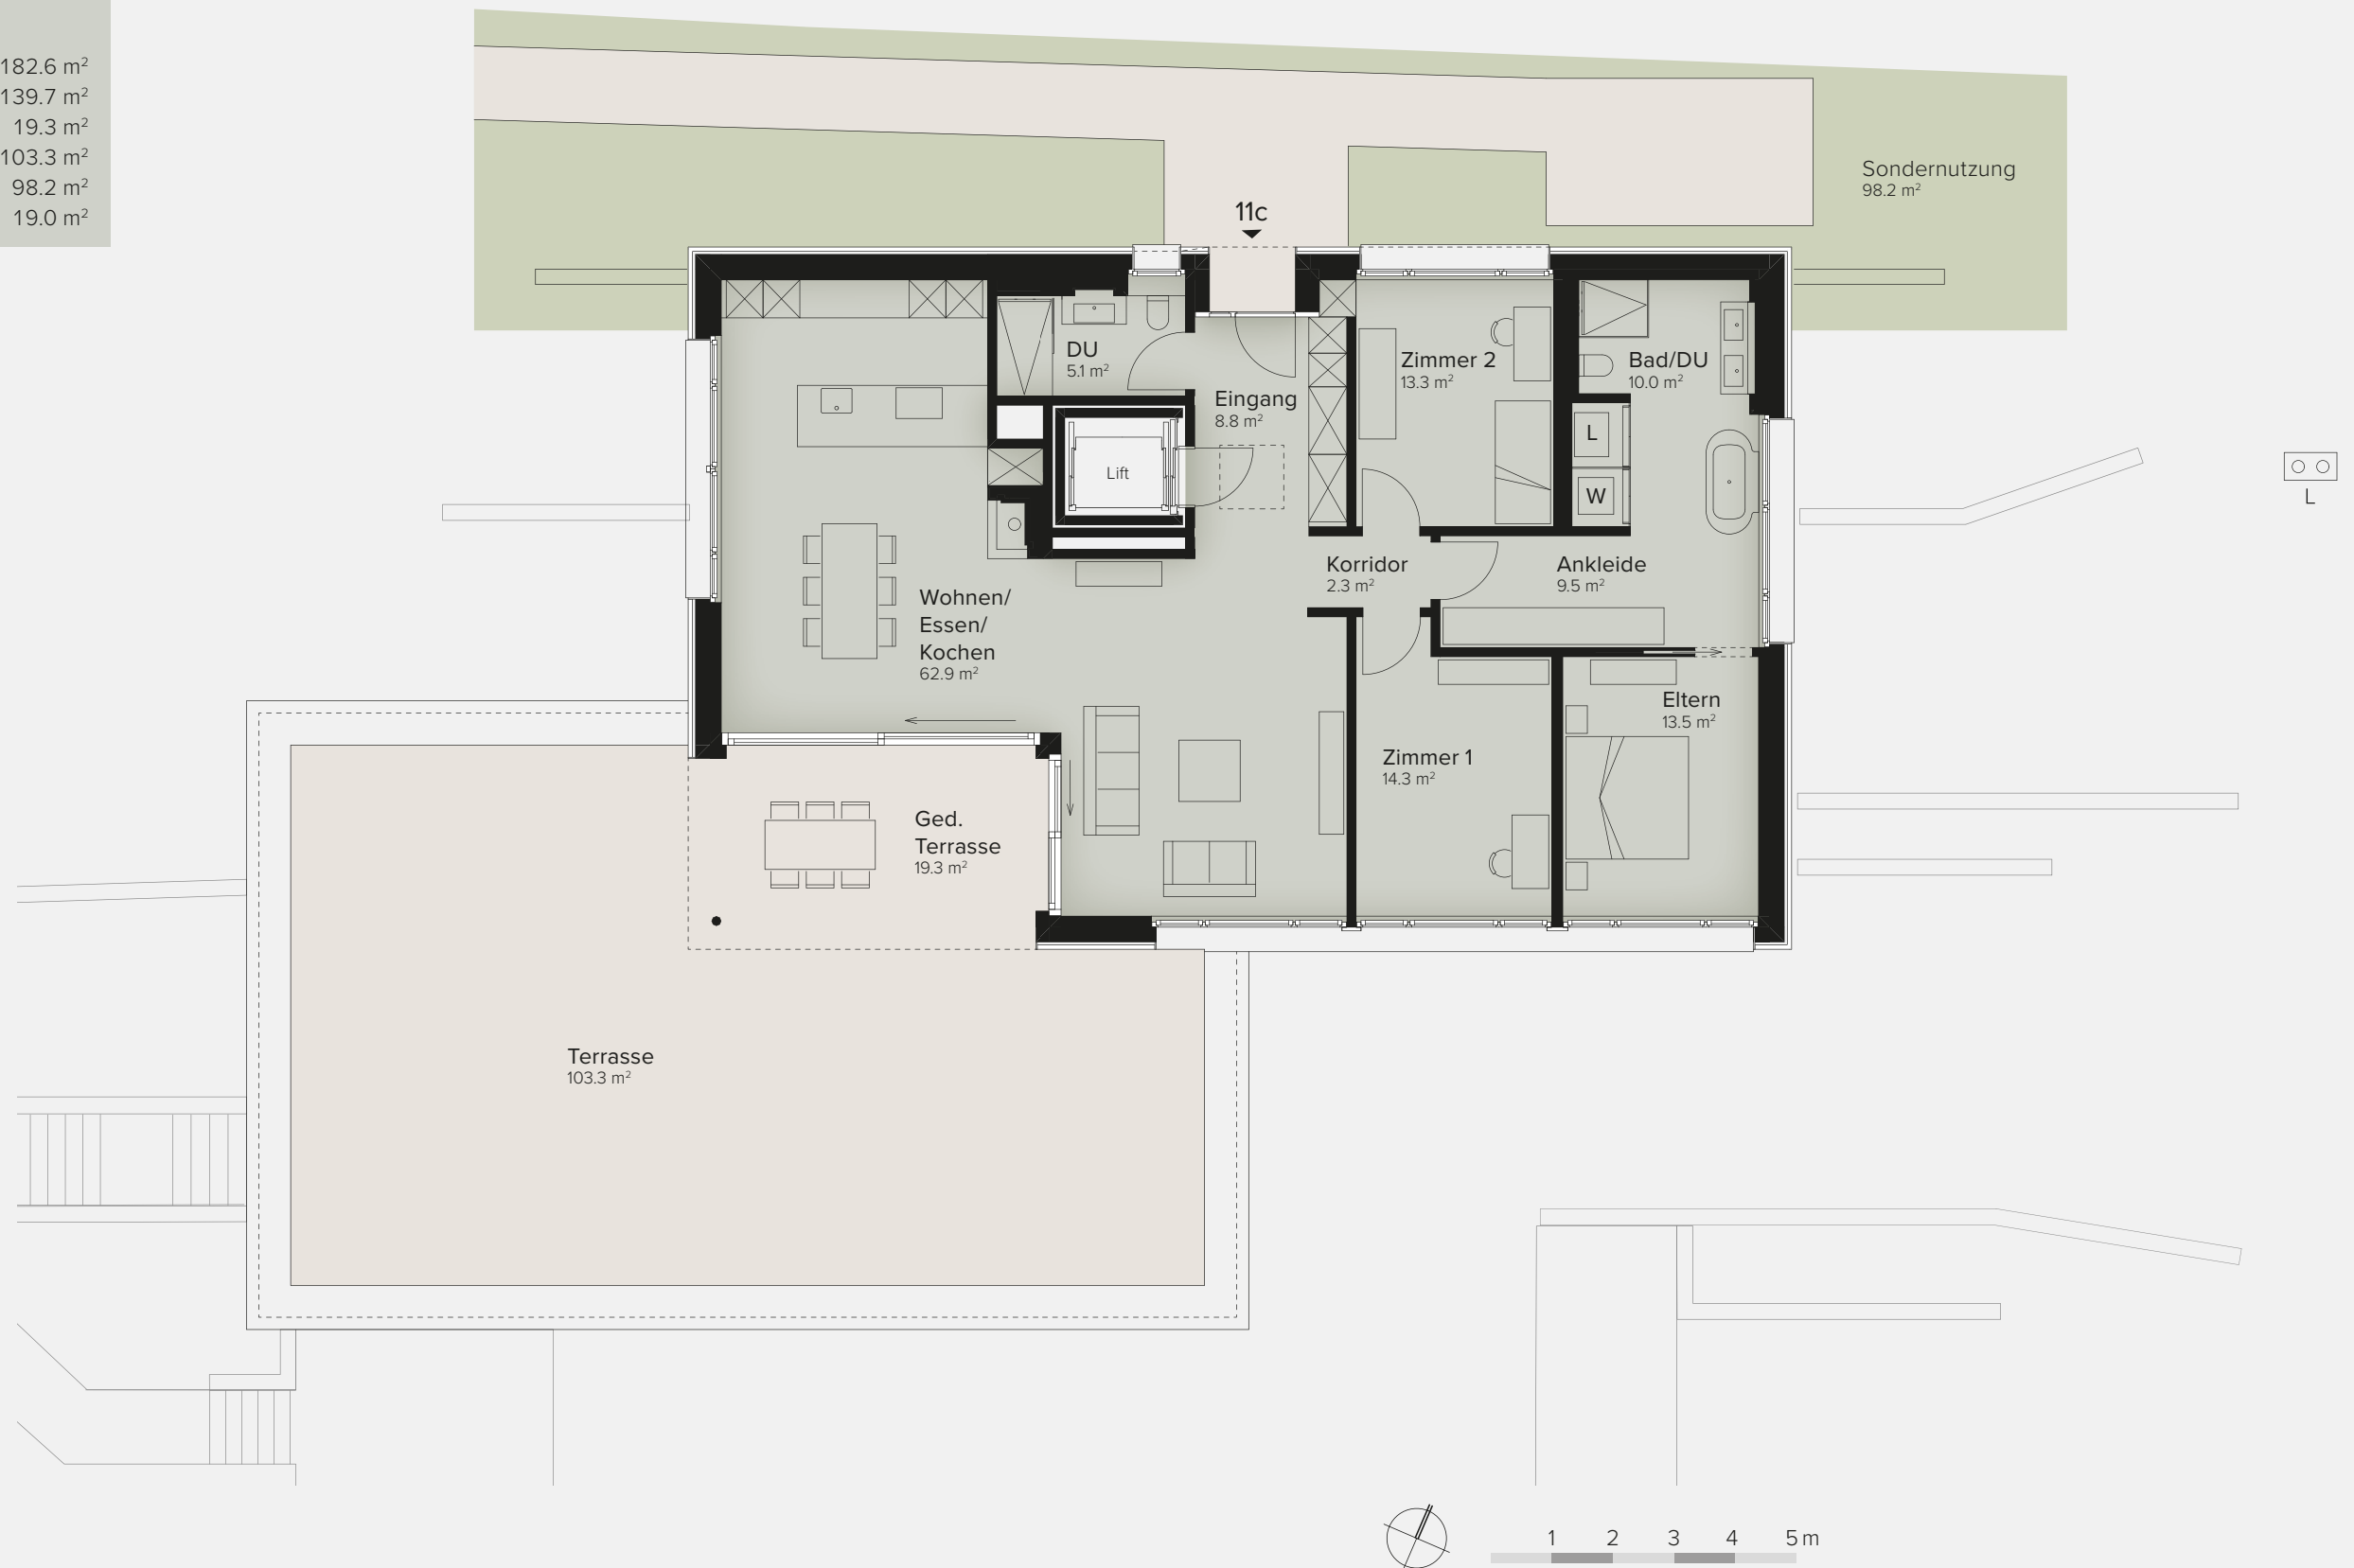 182.6 m²
139.7 m²
19.3 m²
103.3 m²
98.2 m²
19.0 m²
Sondernutzung
98.2 m²
11c
DU
5.1 m²
Eingang
8.8 m²
Zimmer 2
13.3 m²
Bad/DU
10.0 m²
L
W
Lift
L
Korridor
2.3 m²
Ankleide
9.5 m²
Wohnen/
Essen/
Kochen
62.9 m²
Eltern
13.5 m²
Zimmer 1
14.3 m²
Ged.
Terrasse
19.3 m²
Terrasse
103.3 m²
1 2 3 4 5 m